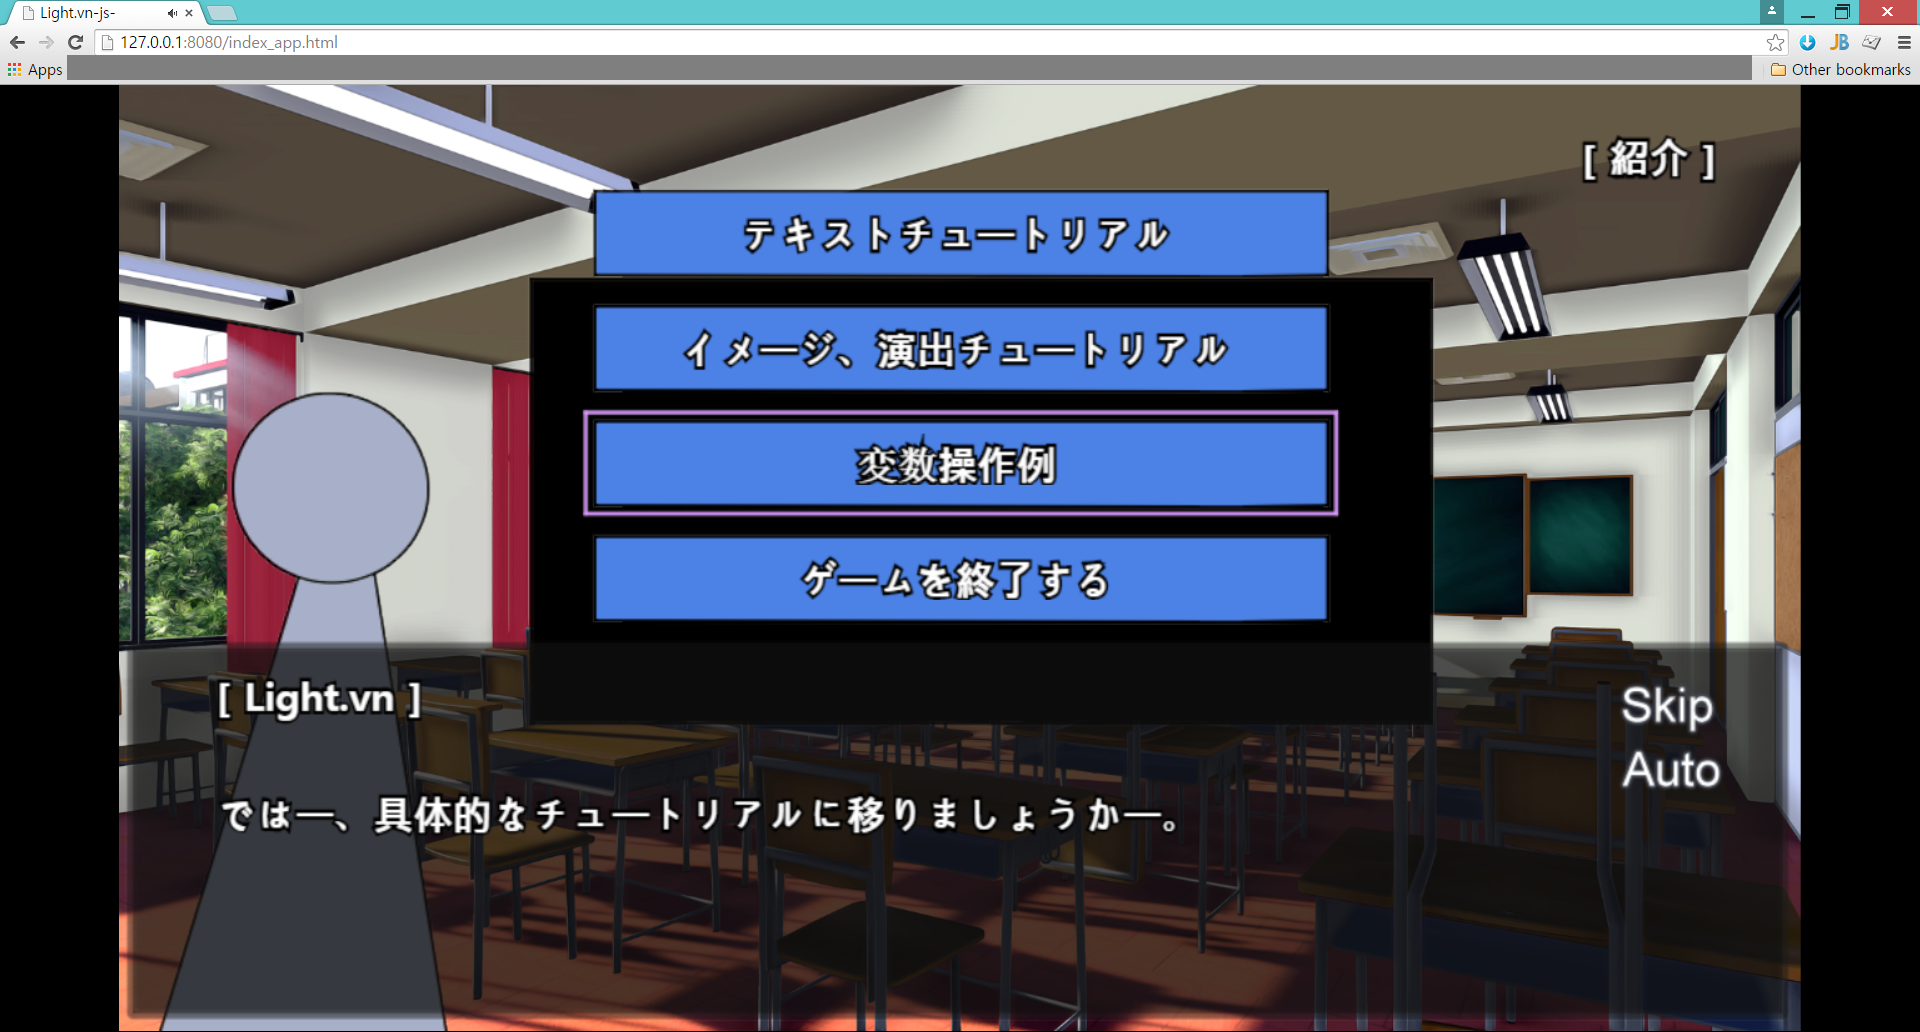 Light.vn-js-
127.0.0.1:8080/index_app.html
JB
Apps
Other bookmarks
[ 紹介 ]
テキストチュートリアル
イメージ、演出チュートリアル
変数操作例
ゲームを終了する
[ Light.vn ]
では―、具体的なチュートリアルに移りましょうか―。
Skip
Auto